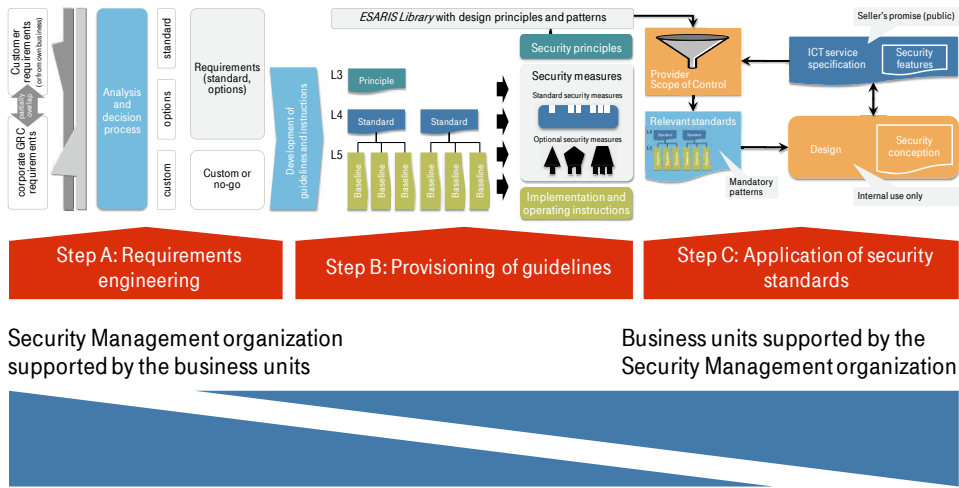 Customer
requirements
(or from own business)
partially
overlap
corporate GRC
requirements
Analysis
and
decision
process
standard
options
custom
Requirements
(standard,
options)
Custom or
no-go
Development of
guidelines and instructions
ESARIS Library with design principles and patterns
L3
Principle
L4
Standard
Standard
L5
Baseline
Baseline
Baseline
Baseline
Baseline
Baseline
Security principles
Security measures
Standard security measures
Optional security measures
Implementation and
operating instructions
Provider
Scope of Control
Relevant standards
Mandatory
patterns
Seller's promise (public)
ICT service
specification
Security
features
Design
Security
conception
Internal use only
Step A: Requirements
engineering
Step B: Provisioning of guidelines
Step C: Application of security
standards
Security Management organization
supported by the business units
Business units supported by the
Security Management organization